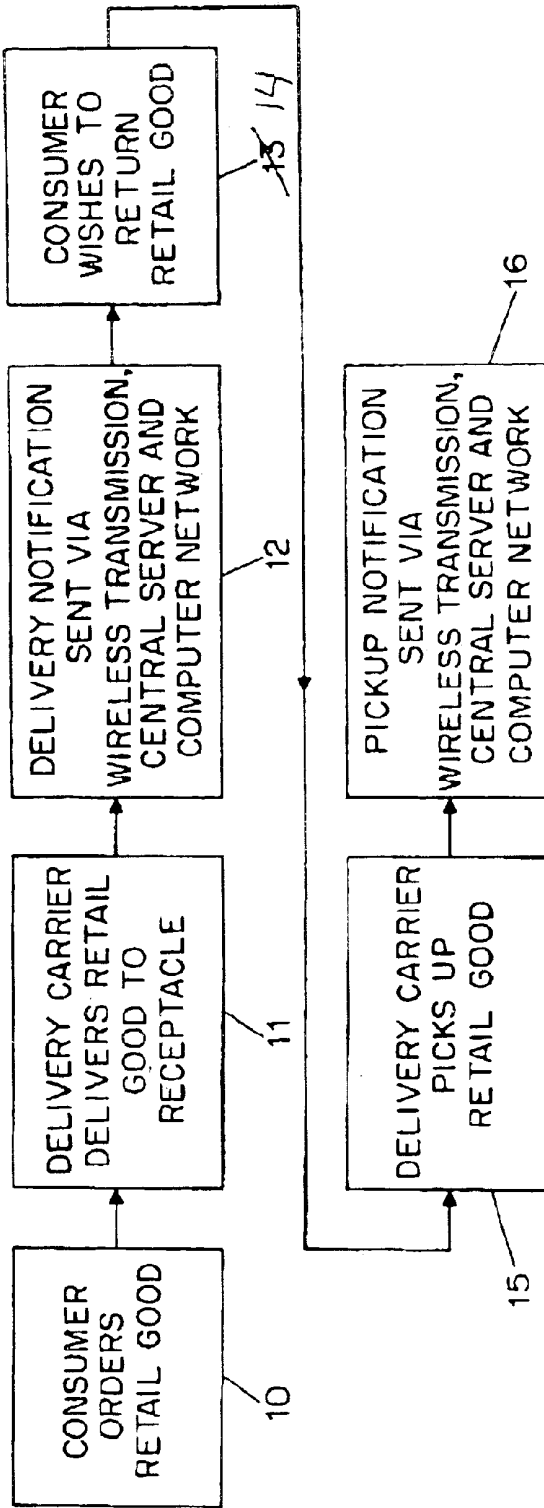 CONSUMER
ORDERS
RETAIL GOOD
10
DELIVERY CARRIER
DELIVERS RETAIL
GOOD TO
RECEPTACLE
11
DELIVERY NOTIFICATION
SENT VIA
WIRELESS TRANSMISSION,
CENTRAL SERVER AND
COMPUTER NETWORK
12
CONSUMER
WISHES TO
RETURN
RETAIL GOOD
13 14
DELIVERY CARRIER
PICKS UP
RETAIL GOOD
15
PICKUP NOTIFICATION
SENT VIA
WIRELESS TRANSMISSION,
CENTRAL SERVER AND
COMPUTER NETWORK
16